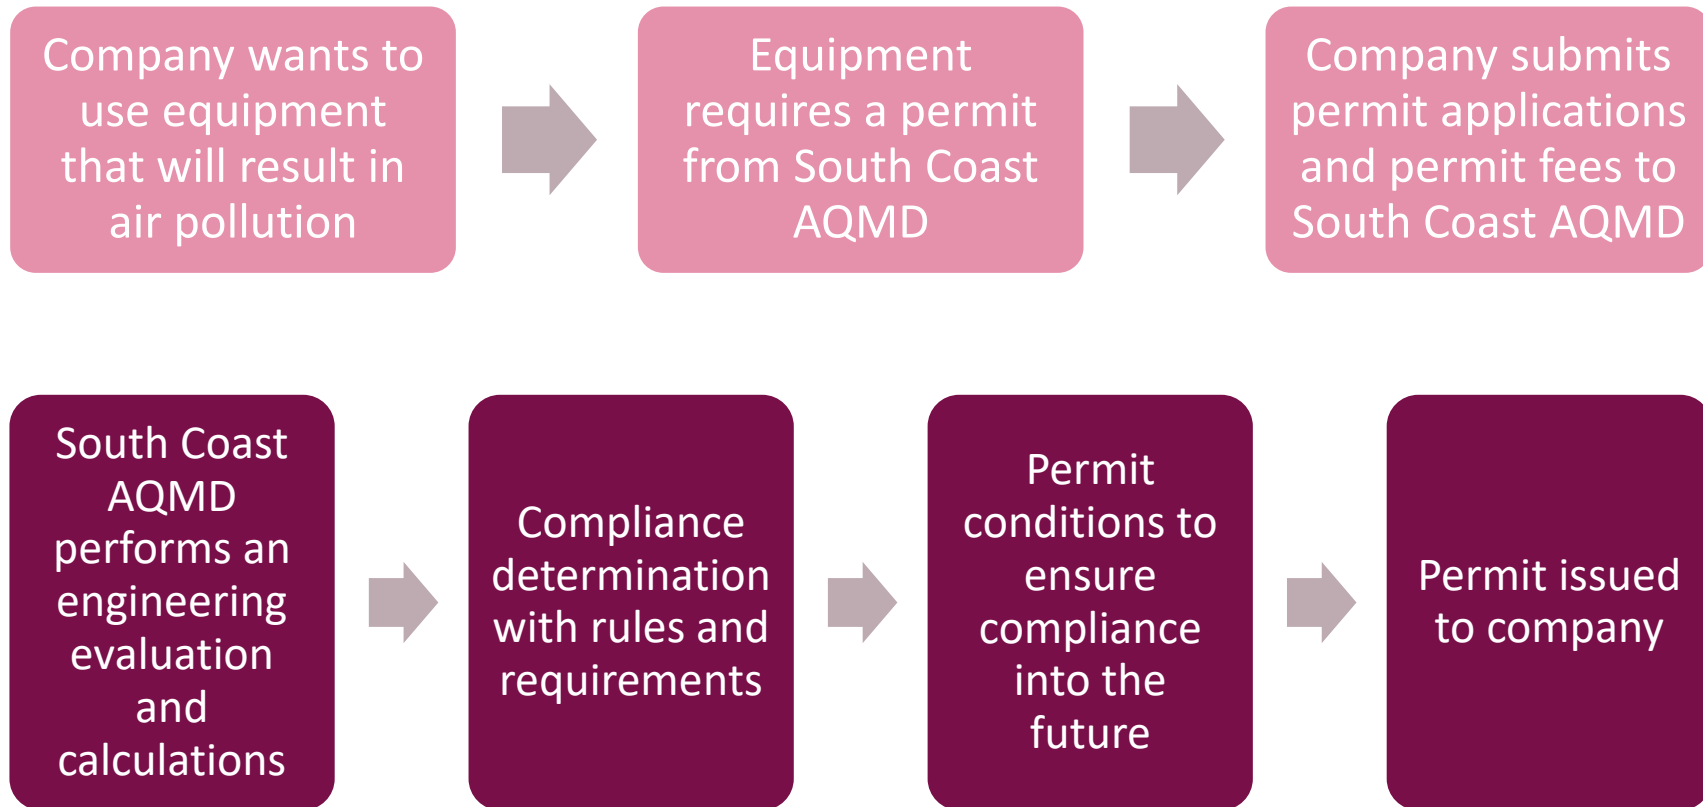 Company wants to
use equipment
that will result in
air pollution
Equipment
requires a permit
from South Coast
AQMD
Company submits
permit applications
and permit fees to
South Coast AQMD
South Coast
AQMD
performs an
engineering
evaluation
and
calculations
Compliance
determination
with rules and
requirements
Permit
conditions to
ensure
compliance
into the
future
Permit issued
to company